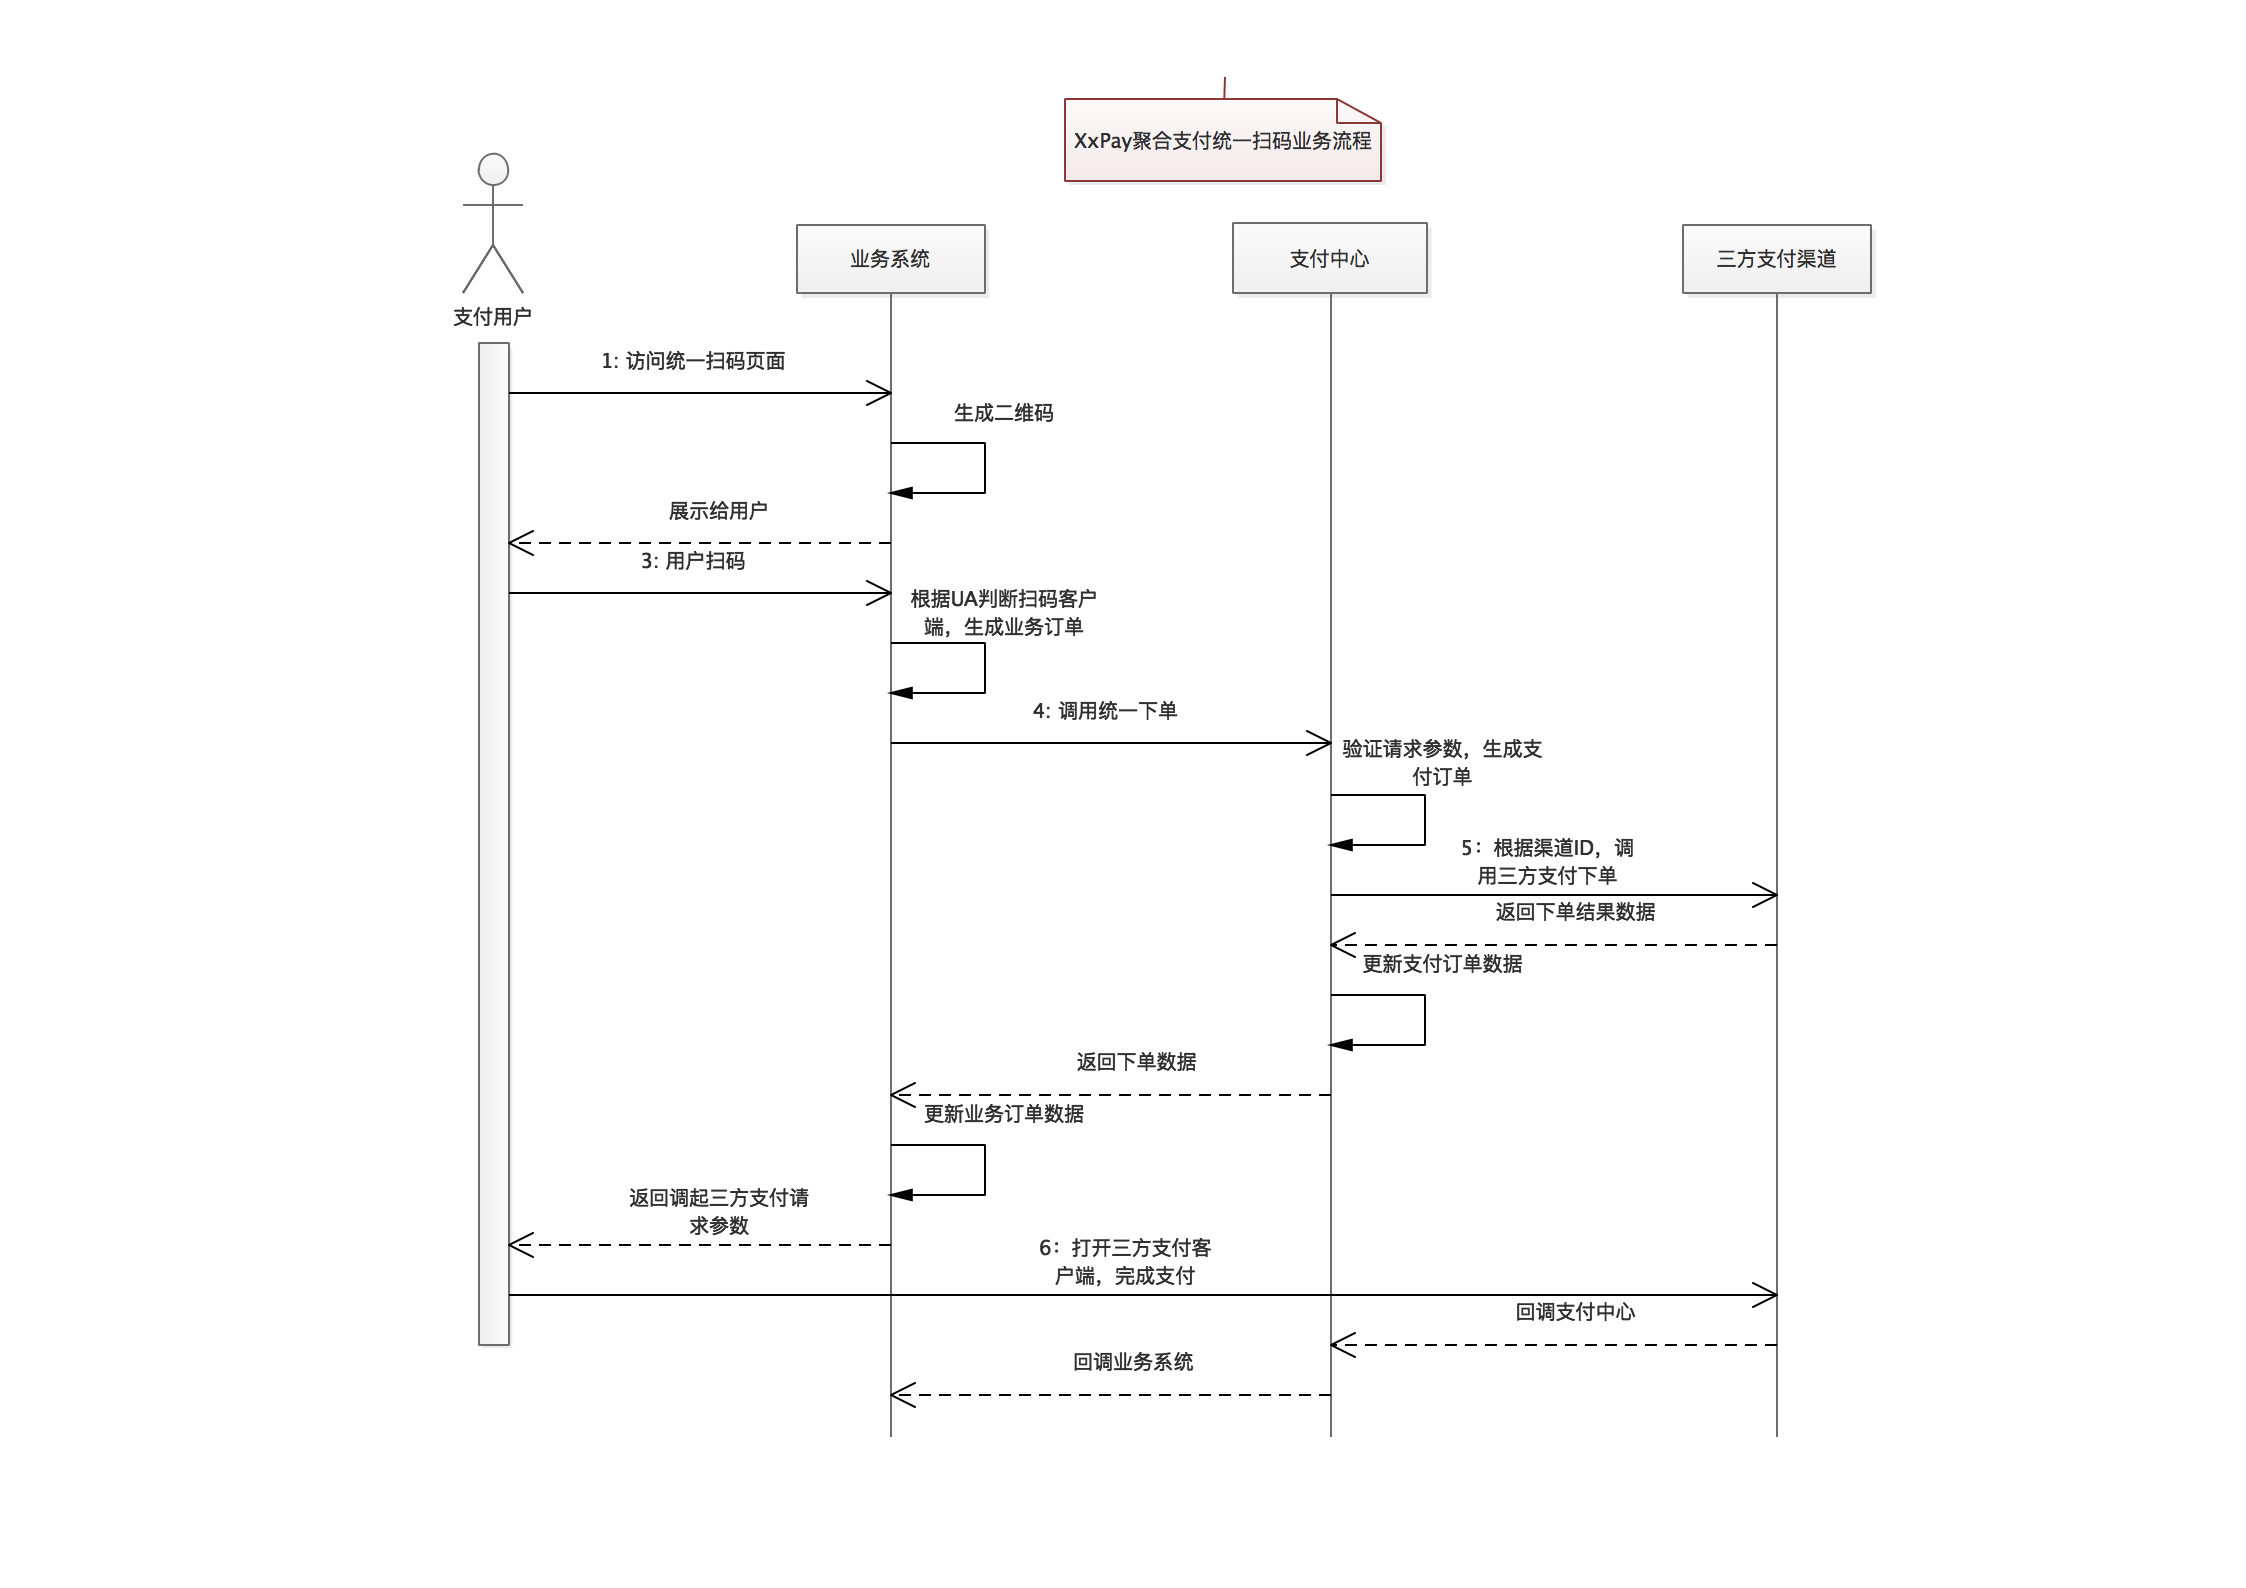 XxPay聚合支付统一扫码业务流程
业务系统
支付中心
三方支付渠道
支付用户
1: 访问统一扫码页面
生成二维码
展示给用户
3: 用户扫码
根据UA判断扫码客户
端，生成业务订单
4: 调用统一下单
验证请求参数，生成支
付订单
5：根据渠道ID，调
用三方支付下单
返回下单结果数据
更新支付订单数据
返回下单数据
更新业务订单数据
返回调起三方支付请
求参数
6：打开三方支付客
户端，完成支付
回调支付中心
回调业务系统